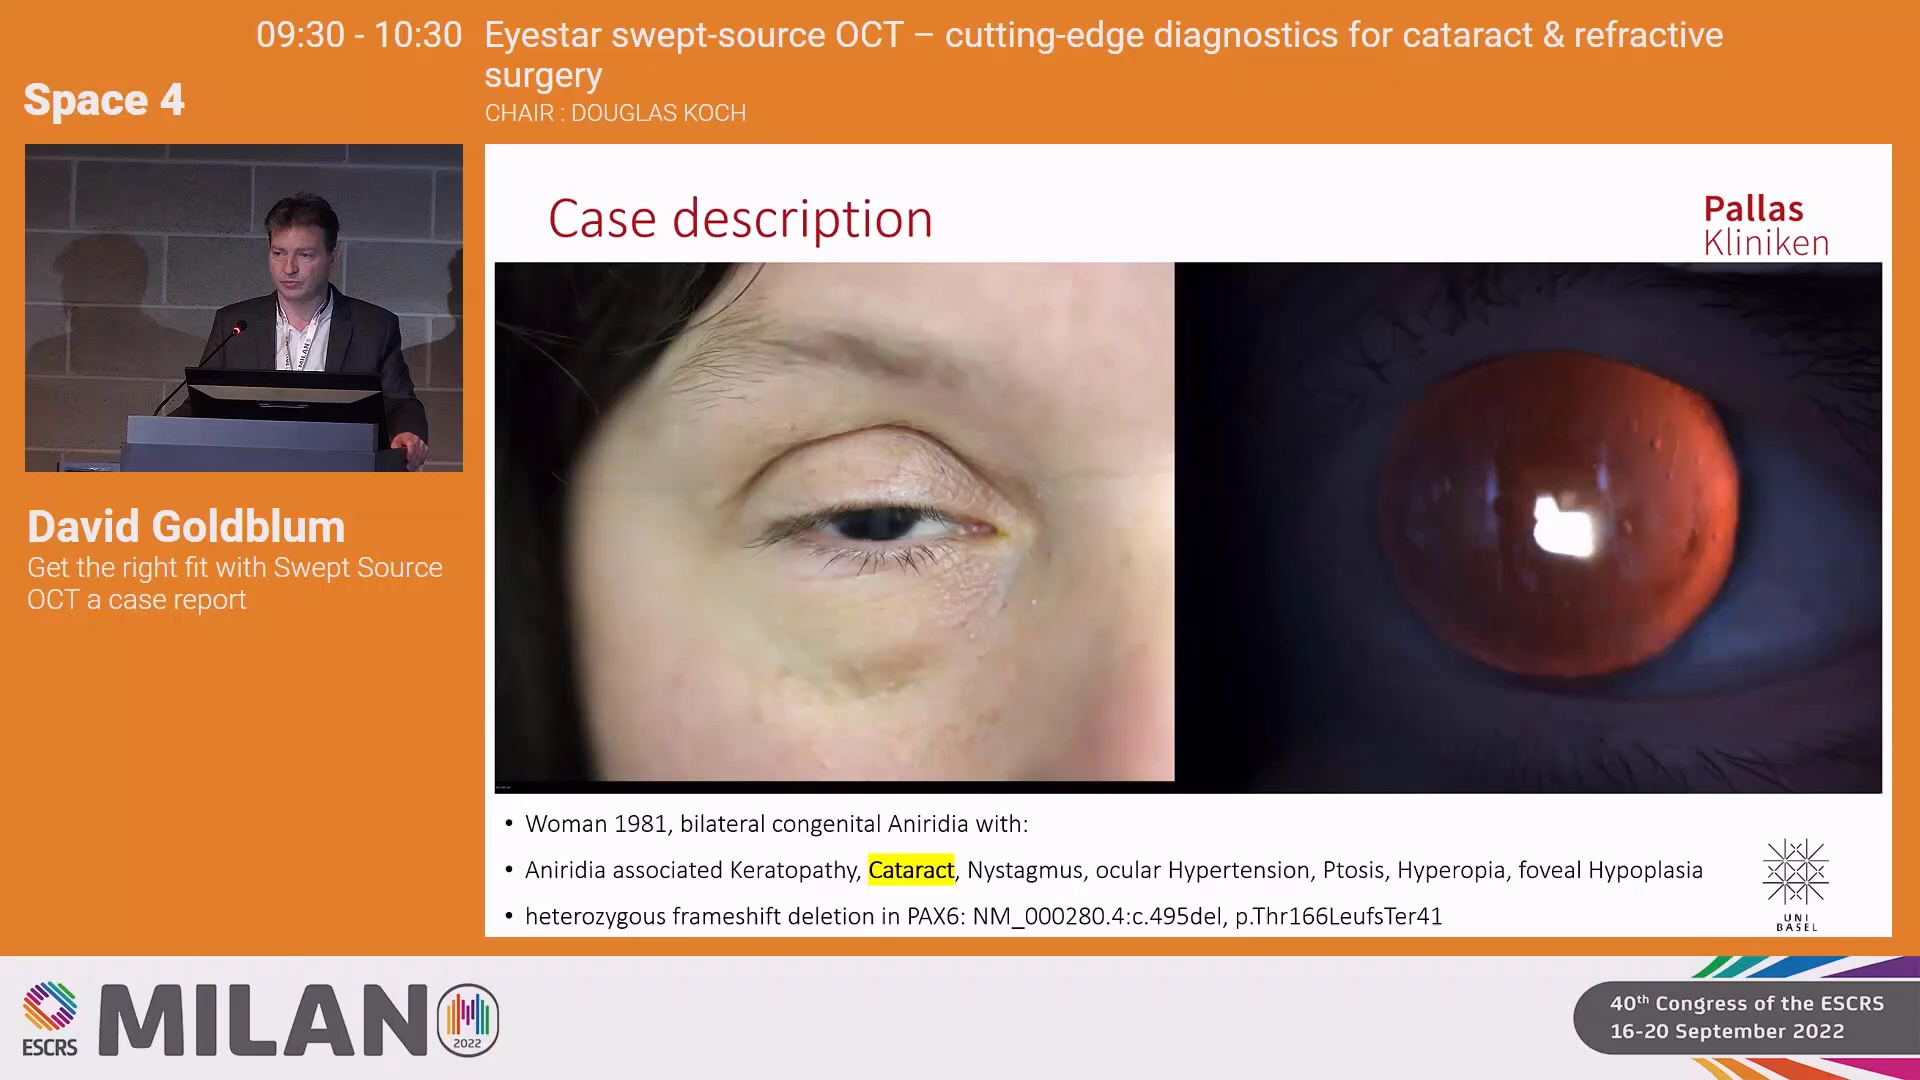 09:30 - 10:30 Eyestar swept-source OCT – cutting-edge diagnostics for cataract & refractive
surgery
Space 4
CHAIR : DOUGLAS KOCH
Case description
Pallas
Kliniken
MILAN
David Goldblum
Get the right fit with Swept Source
OCT a case report
• Woman 1981, bilateral congenital Aniridia with:
• Aniridia associated Keratopathy, Cataract, Nystagmus, ocular Hypertension, Ptosis, Hyperopia, foveal Hypoplasia
• heterozygous frameshift deletion in PAX6: NM_000280.4:c.495del, p.Thr166LeufsTer41
UNI
BASEL
ESCRS
MILANO
2022
40th Congress of the ESCRS
16-20 September 2022